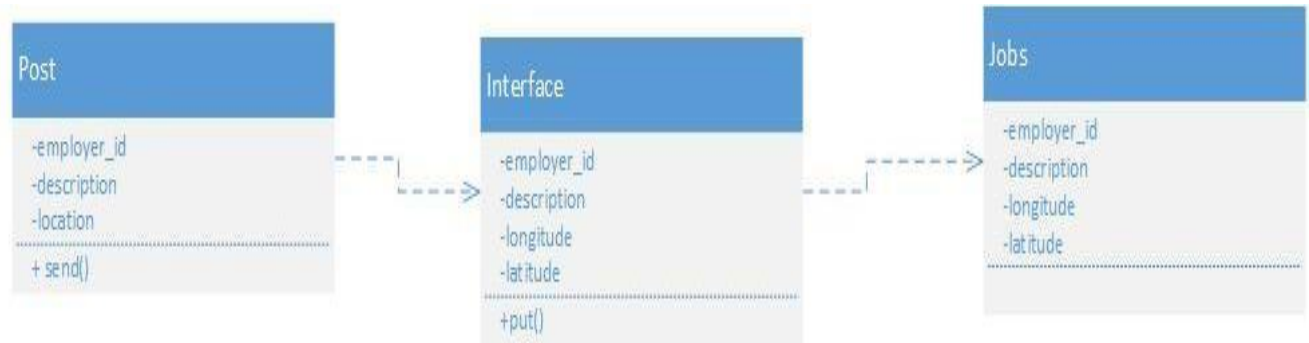 Post
-employer_id
-description
-location
+ send()
Interface
-employer_id
-description
-longitude
-latitude
+put()
Jobs
-employer_id
-description
-longitude
-latitude